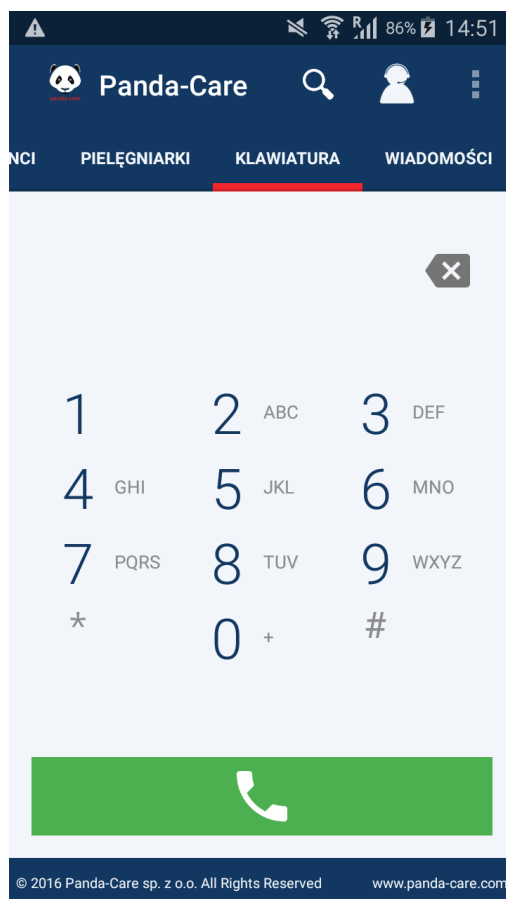 R 86% 14:51
panda-care Panda-Care
NCI PIELĘGNIARKI KLAWIATURA WIADOMOŚCI
1 2 ABC 3 DEF
4 GHI 5 JKL 6 MNO
7 PQRS 8 TUV 9 WXYZ
* 0 + #
© 2016 Panda-Care sp. z o.o. All Rights Reserved www.panda-care.com